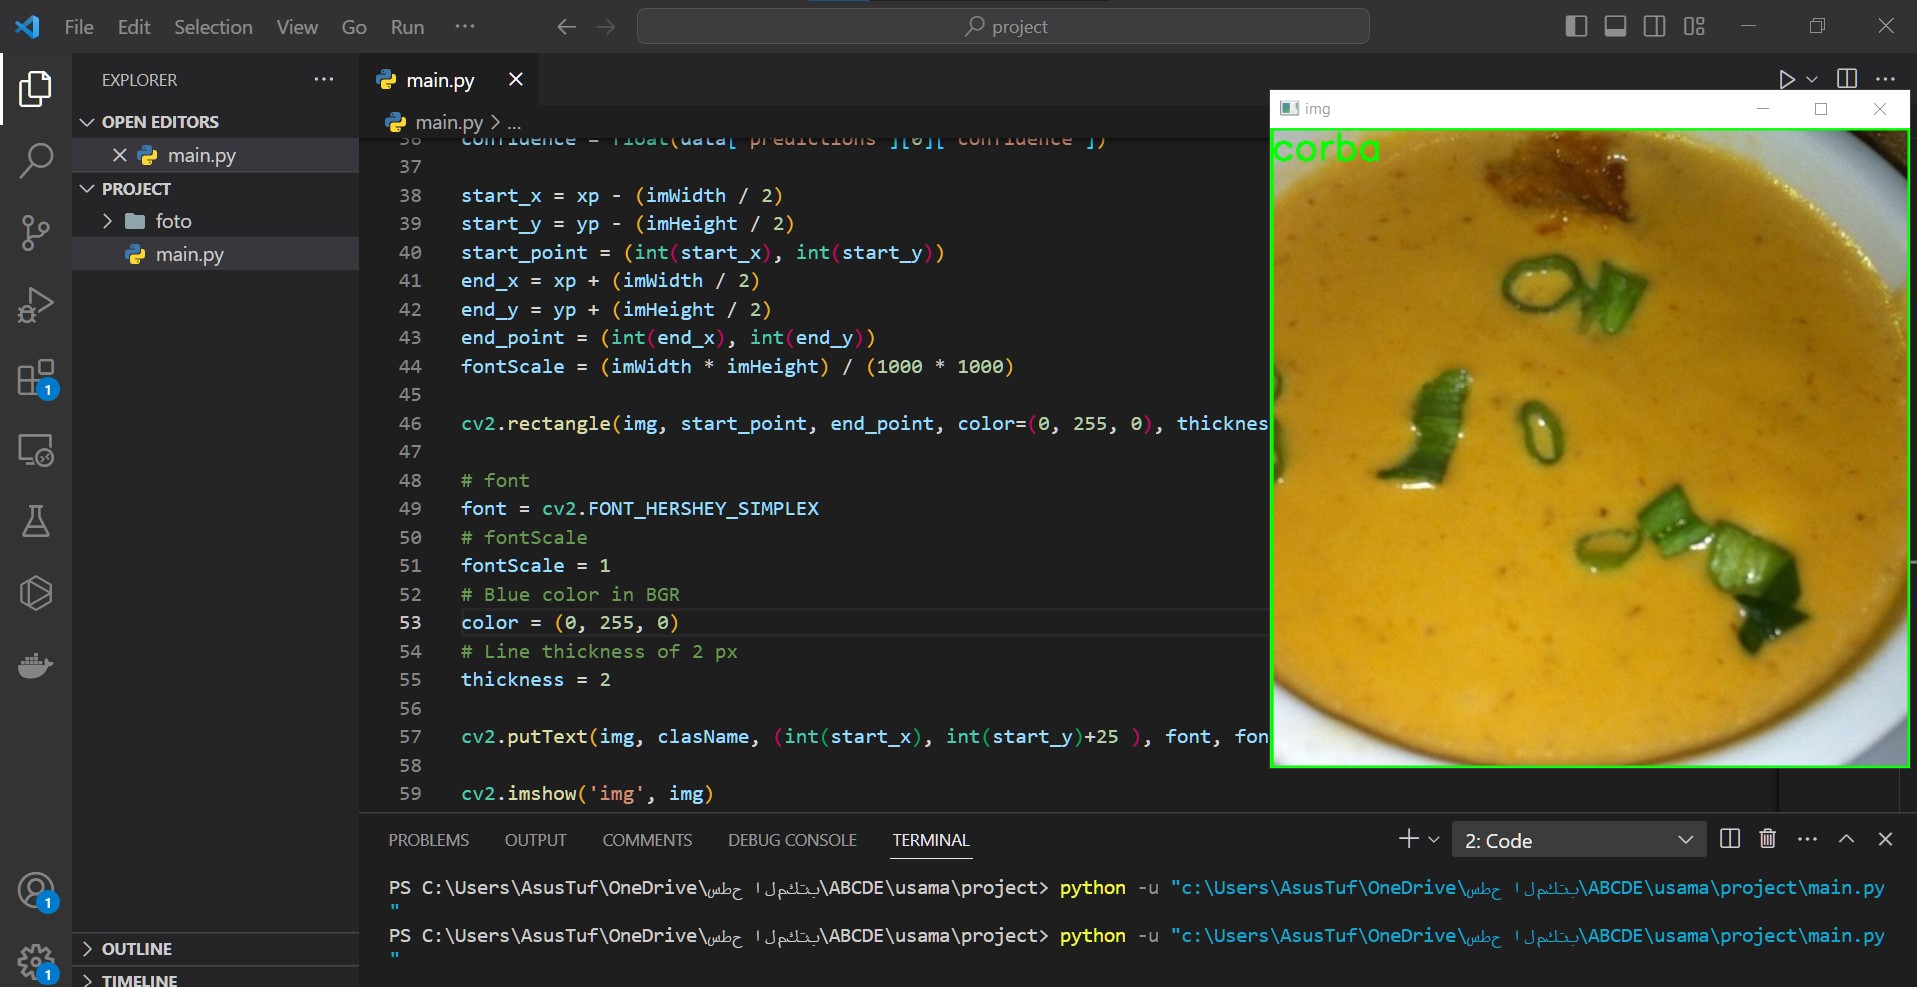 File Edit Selection View Go Run ···
project
EXPLORER ···
OPEN EDITORS
main.py
PROJECT
foto
main.py
OUTLINE
TIMELINE
main.py
main.py > ...
36 confidence = float(data['predictions'][0]['confidence'])
37
38 start_x = xp - (imWidth / 2)
39 start_y = yp - (imHeight / 2)
40 start_point = (int(start_x), int(start_y))
41 end_x = xp + (imWidth / 2)
42 end_y = yp + (imHeight / 2)
43 end_point = (int(end_x), int(end_y))
44 fontScale = (imWidth * imHeight) / (1000 * 1000)
45
46 cv2.rectangle(img, start_point, end_point, color=(0, 255, 0), thicknes
47
48 # font
49 font = cv2.FONT_HERSHEY_SIMPLEX
50 # fontScale
51 fontScale = 1
52 # Blue color in BGR
53 color = (0, 255, 0)
54 # Line thickness of 2 px
55 thickness = 2
56
57 cv2.putText(img, clasName, (int(start_x), int(start_y)+25 ), font, fon
58
59 cv2.imshow('img', img)
img
corba
PROBLEMS OUTPUT COMMENTS DEBUG CONSOLE TERMINAL
2: Code
PS C:\Users\AsusTuf\OneDrive\سطح المكتب\ABCDE\usama\project> python -u "c:\Users\AsusTuf\OneDrive\سطح المكتب\ABCDE\usama\project\main.py
"
PS C:\Users\AsusTuf\OneDrive\سطح المكتب\ABCDE\usama\project> python -u "c:\Users\AsusTuf\OneDrive\سطح المكتب\ABCDE\usama\project\main.py
"
1
1
1